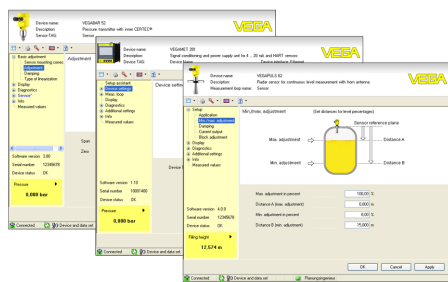 Device name: VEGABAR 52
Description: Pressure transmitter with inner CERTEC®
Sensor TAG: Sensor
VEGA
Basic adjustment
Sensor mounting correc
Adjustment
Damping
Type of linearization
Display
Diagnostics
Service
Info
Measured values
Adjustment
Span
Zero
Software version 3.80
Serial number 12345678
Device status OK
Pressure
0,000 bar
Connected
Device and data set
Device name: VEGAMET 391
Description: Signal conditioning and power supply unit for 4 ... 20 mA and HART sensors
VEGA
Setup assistant
Device settings
Meas. loop
Display
Diagnostics
Additional settings
Info
Measured values
Software version 1.10
Serial number 10001400
Device status OK
Pressure
0,000 bar
Connected
Device and data set
Device name: VEGAPULS 62
Description: Radar sensor for continuous level measurement with horn antenna
Measurement loop name: Sensor
VEGA
Setup
Application
Min./max. adjustment
Damping
Current output
Block adjustment
Display
Diagnostics
Additional settings
Info
Measured values
Min./max. adjustment
(Set distances for level percentages)
Sensor reference plane
Max. adjustment
Distance A
Min. adjustment
Distance B
Max. adjustment in percent 100,00 %
Distance A (max. adjustment) 0,000 m
Min. adjustment in percent 0,00 %
Distance B (min. adjustment) 15,000 m
Software version 4.0.0
Serial number 12345678
Device status OK
Filling height
12,574 m
OK Cancel Apply
Connected
Device and data set
Planungsingenieur